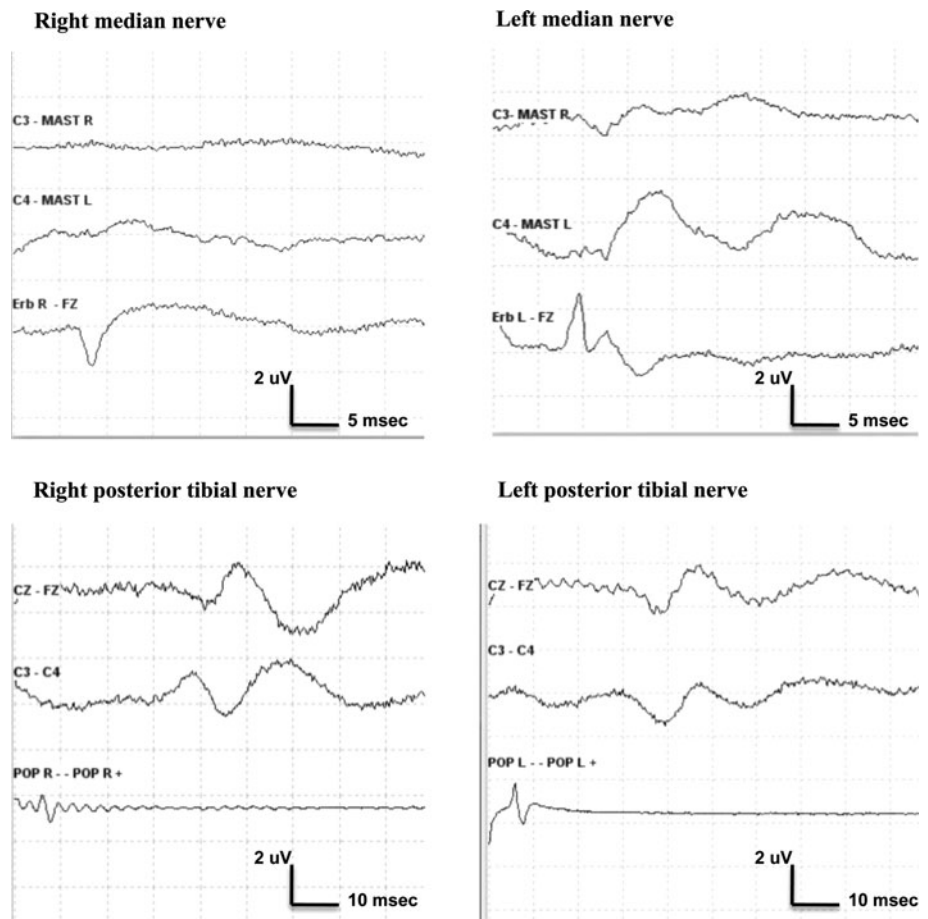 Right median nerve
C3 - MAST R
C4 - MAST L
Erb R - FZ
2 uV
5 msec
Left median nerve
C3- MAST R
C4 - MAST L
Erb L - FZ
2 uV
5 msec
Right posterior tibial nerve
CZ - FZ
C3 - C4
POP R - - POP R +
2 uV
10 msec
Left posterior tibial nerve
CZ - FZ
C3 - C4
POP L - - POP L +
2 uV
10 msec